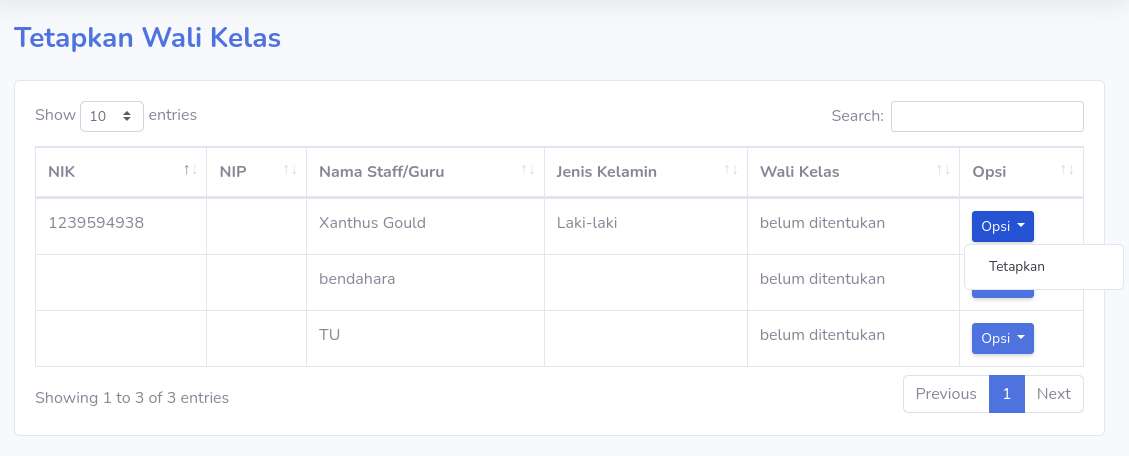 Tetapkan Wali Kelas
Show 10 entries
Search:
NIK NIP Nama Staff/Guru Jenis Kelamin Wali Kelas Opsi
1239594938 Xanthus Gould Laki-laki belum ditentukan Opsi
Tetapkan
bendahara belum ditentukan
TU belum ditentukan Opsi
Showing 1 to 3 of 3 entries
Previous 1 Next